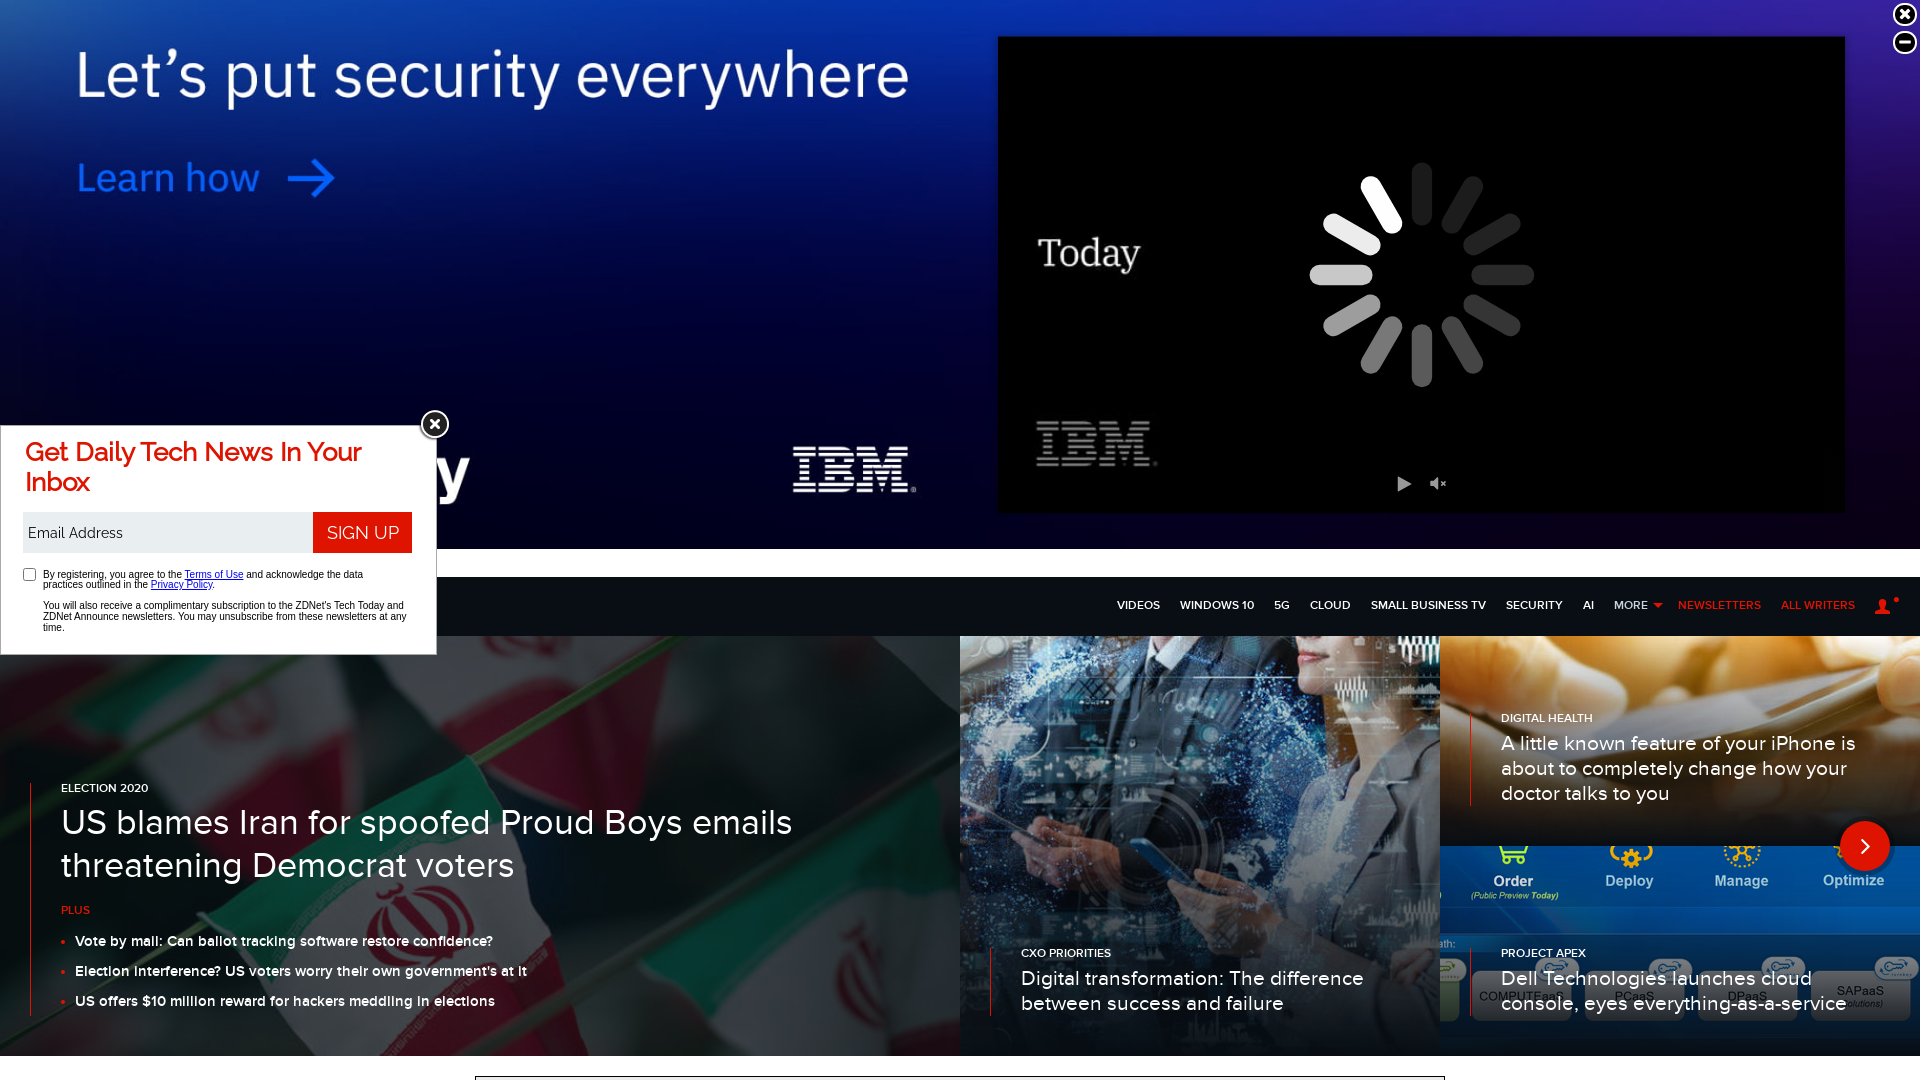 Let's put security everywhere
Learn how
Today
IBM
IBM
y
Get Daily Tech News In Your
Inbox
Email Address
SIGN UP
By registering, you agree to the Terms of Use and acknowledge the data
practices outlined in the Privacy Policy.
You will also receive a complimentary subscription to the ZDNet's Tech Today and
ZDNet Announce newsletters. You may unsubscribe from these newsletters at any
time.
VIDEOS WINDOWS 10 5G CLOUD SMALL BUSINESS TV SECURITY AI MORE NEWSLETTERS ALL WRITERS
ELECTION 2020
US blames Iran for spoofed Proud Boys emails
threatening Democrat voters
PLUS
Vote by mail: Can ballot tracking software restore confidence?
Election interference? US voters worry their own government's at it
US offers $10 million reward for hackers meddling in elections
CXO PRIORITIES
Digital transformation: The difference
between success and failure
DIGITAL HEALTH
A little known feature of your iPhone is
about to completely change how your
doctor talks to you
Order Deploy Manage Optimize
(Public Preview Today)
ath:
PROJECT APEX
Dell Technologies launches cloud
console, eyes everything-as-a-service
COMPUTEaaS PCaaS DPaaS SAPaaS